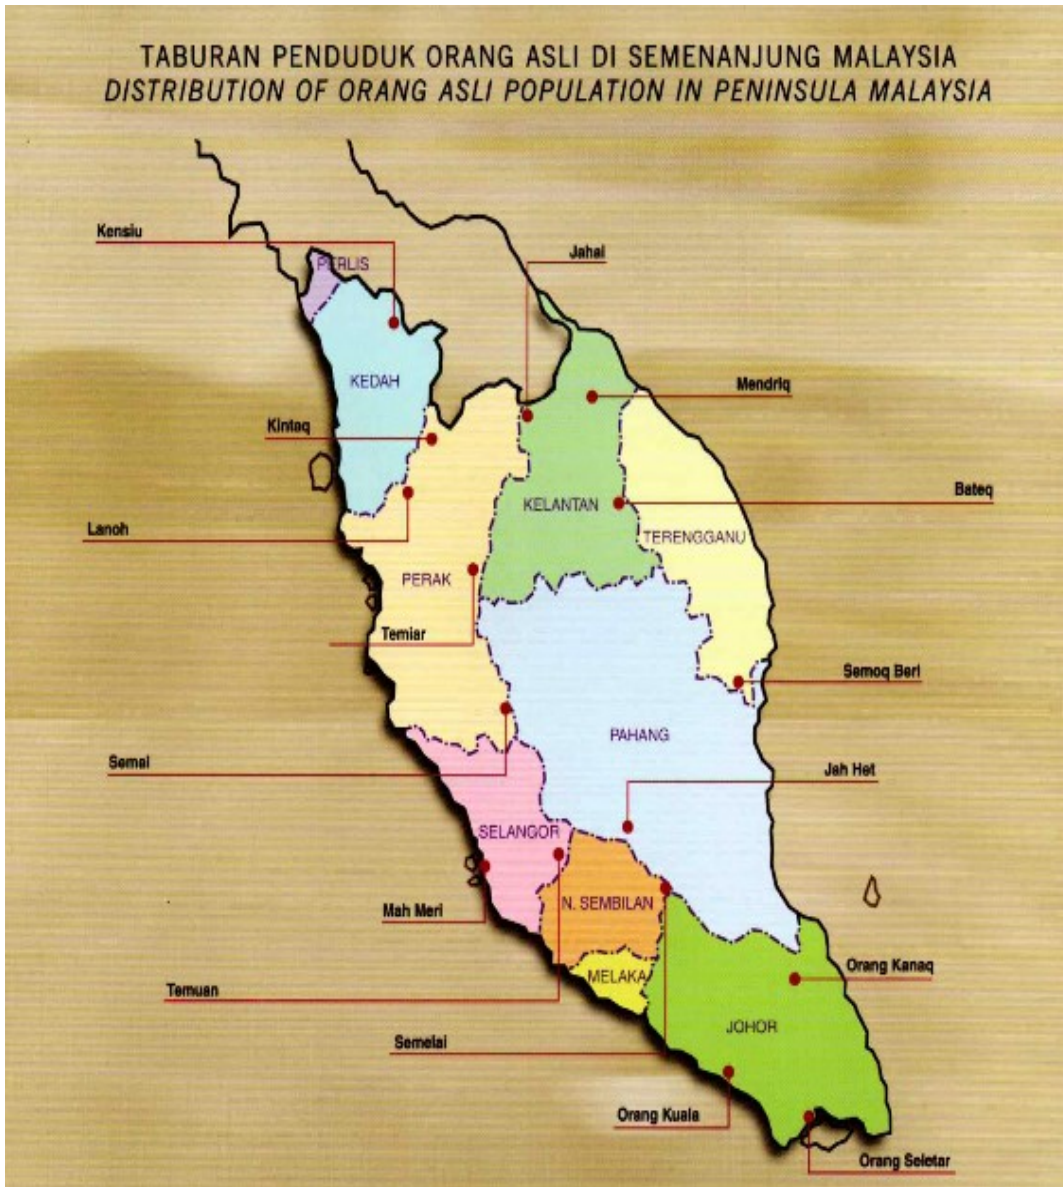 TABURAN PENDUDUK ORANG ASLI DI SEMENANJUNG MALAYSIA
DISTRIBUTION OF ORANG ASLI POPULATION IN PENINSULA MALAYSIA
Kensiu
Jahai
PERLIS
KEDAH
Mendriq
Kintaq
Bateq
KELANTAN
Lanoh
TERENGGANU
PERAK
Temiar
Semoq Beri
PAHANG
Semai
Jah Het
SELANGOR
N. SEMBILAN
Mah Meri
Orang Kanaq
MELAKA
Temuan
JOHOR
Semelai
Orang Kuala
Orang Seletar